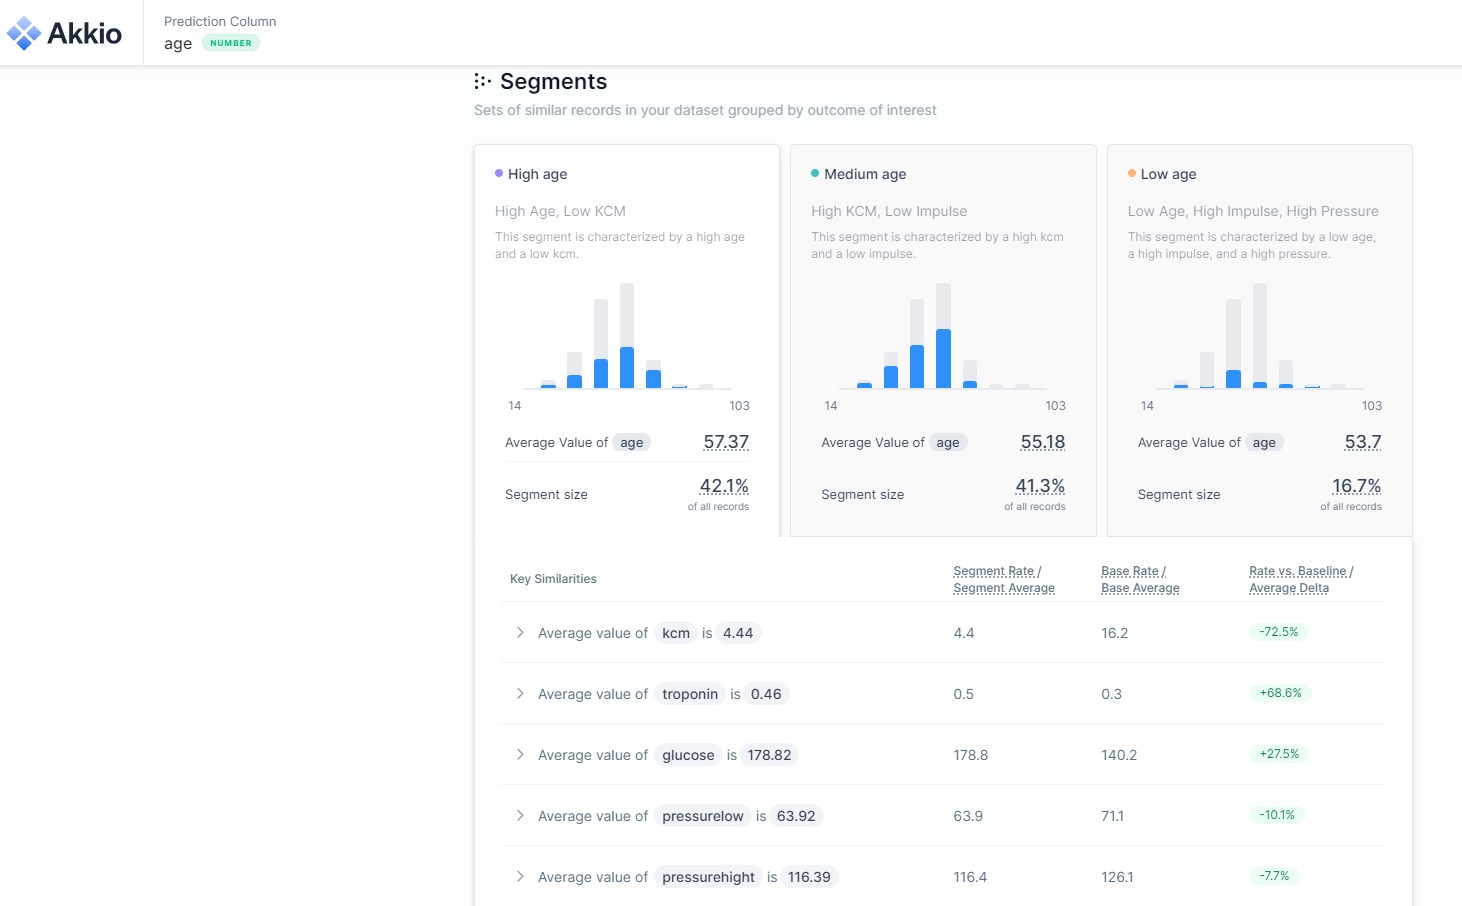 Akkio
Prediction Column
age NUMBER
Segments
Sets of similar records in your dataset grouped by outcome of interest
High age
High Age, Low KCM
This segment is characterized by a high age
and a low kcm.
14 103
Average Value of age 57.37
Segment size 42.1%
of all records
Medium age
High KCM, Low Impulse
This segment is characterized by a high kcm
and a low impulse.
14 103
Average Value of age 55.18
Segment size 41.3%
of all records
Low age
Low Age, High Impulse, High Pressure
This segment is characterized by a low age,
a high impulse, and a high pressure.
14 103
Average Value of age 53.7
Segment size 16.7%
of all records
Key Similarities
Segment Rate /
Segment Average
Base Rate /
Base Average
Rate vs. Baseline /
Average Delta
Average value of kcm is 4.44 4.4 16.2 -72.5%
Average value of troponin is 0.46 0.5 0.3 +68.6%
Average value of glucose is 178.82 178.8 140.2 +27.5%
Average value of pressurelow is 63.92 63.9 71.1 -10.1%
Average value of pressurehight is 116.39 116.4 126.1 -7.7%